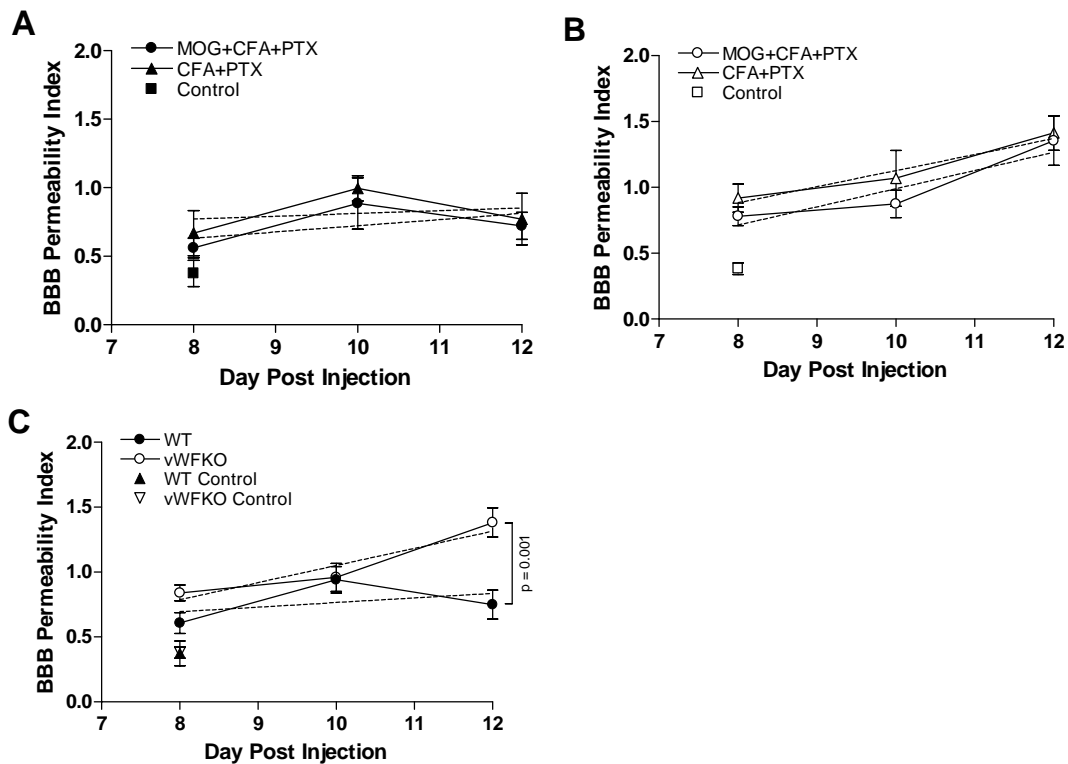 A
MOG+CFA+PTX
CFA+PTX
Control
BBB Permeability Index
2.0
1.5
1.0
0.5
0.0
7 8 9 10 11 12
Day Post Injection
B
MOG+CFA+PTX
CFA+PTX
Control
BBB Permeability Index
2.0
1.5
1.0
0.5
0.0
7 8 9 10 11 12
Day Post Injection
C
WT
vWFKO
WT Control
vWFKO Control
BBB Permeability Index
2.0
1.5
1.0
0.5
0.0
p = 0.001
7 8 9 10 11 12
Day Post Injection